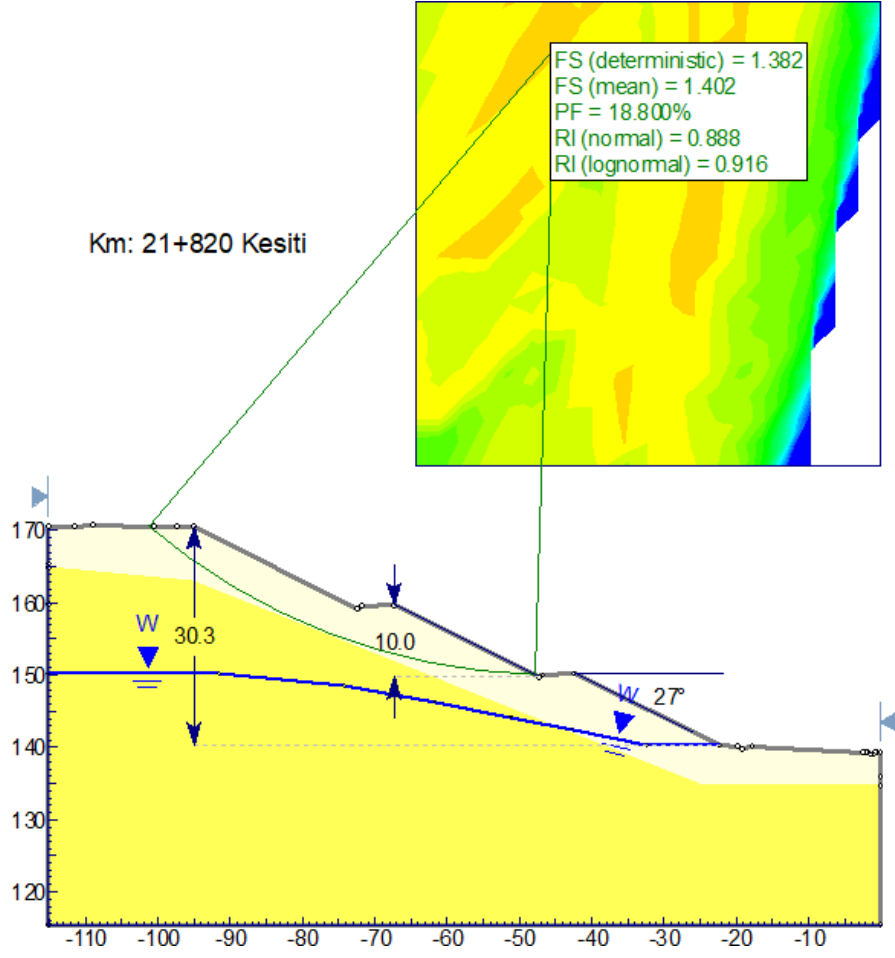 FS (deterministic) = 1.382
FS (mean) = 1.402
PF = 18.800%
RI (normal) = 0.888
RI (lognormal) = 0.916
Km: 21+820 Kesiti
170
160
150
140
130
120
W
30.3
10.0
W
27°
-110 -100 -90 -80 -70 -60 -50 -40 -30 -20 -10 0